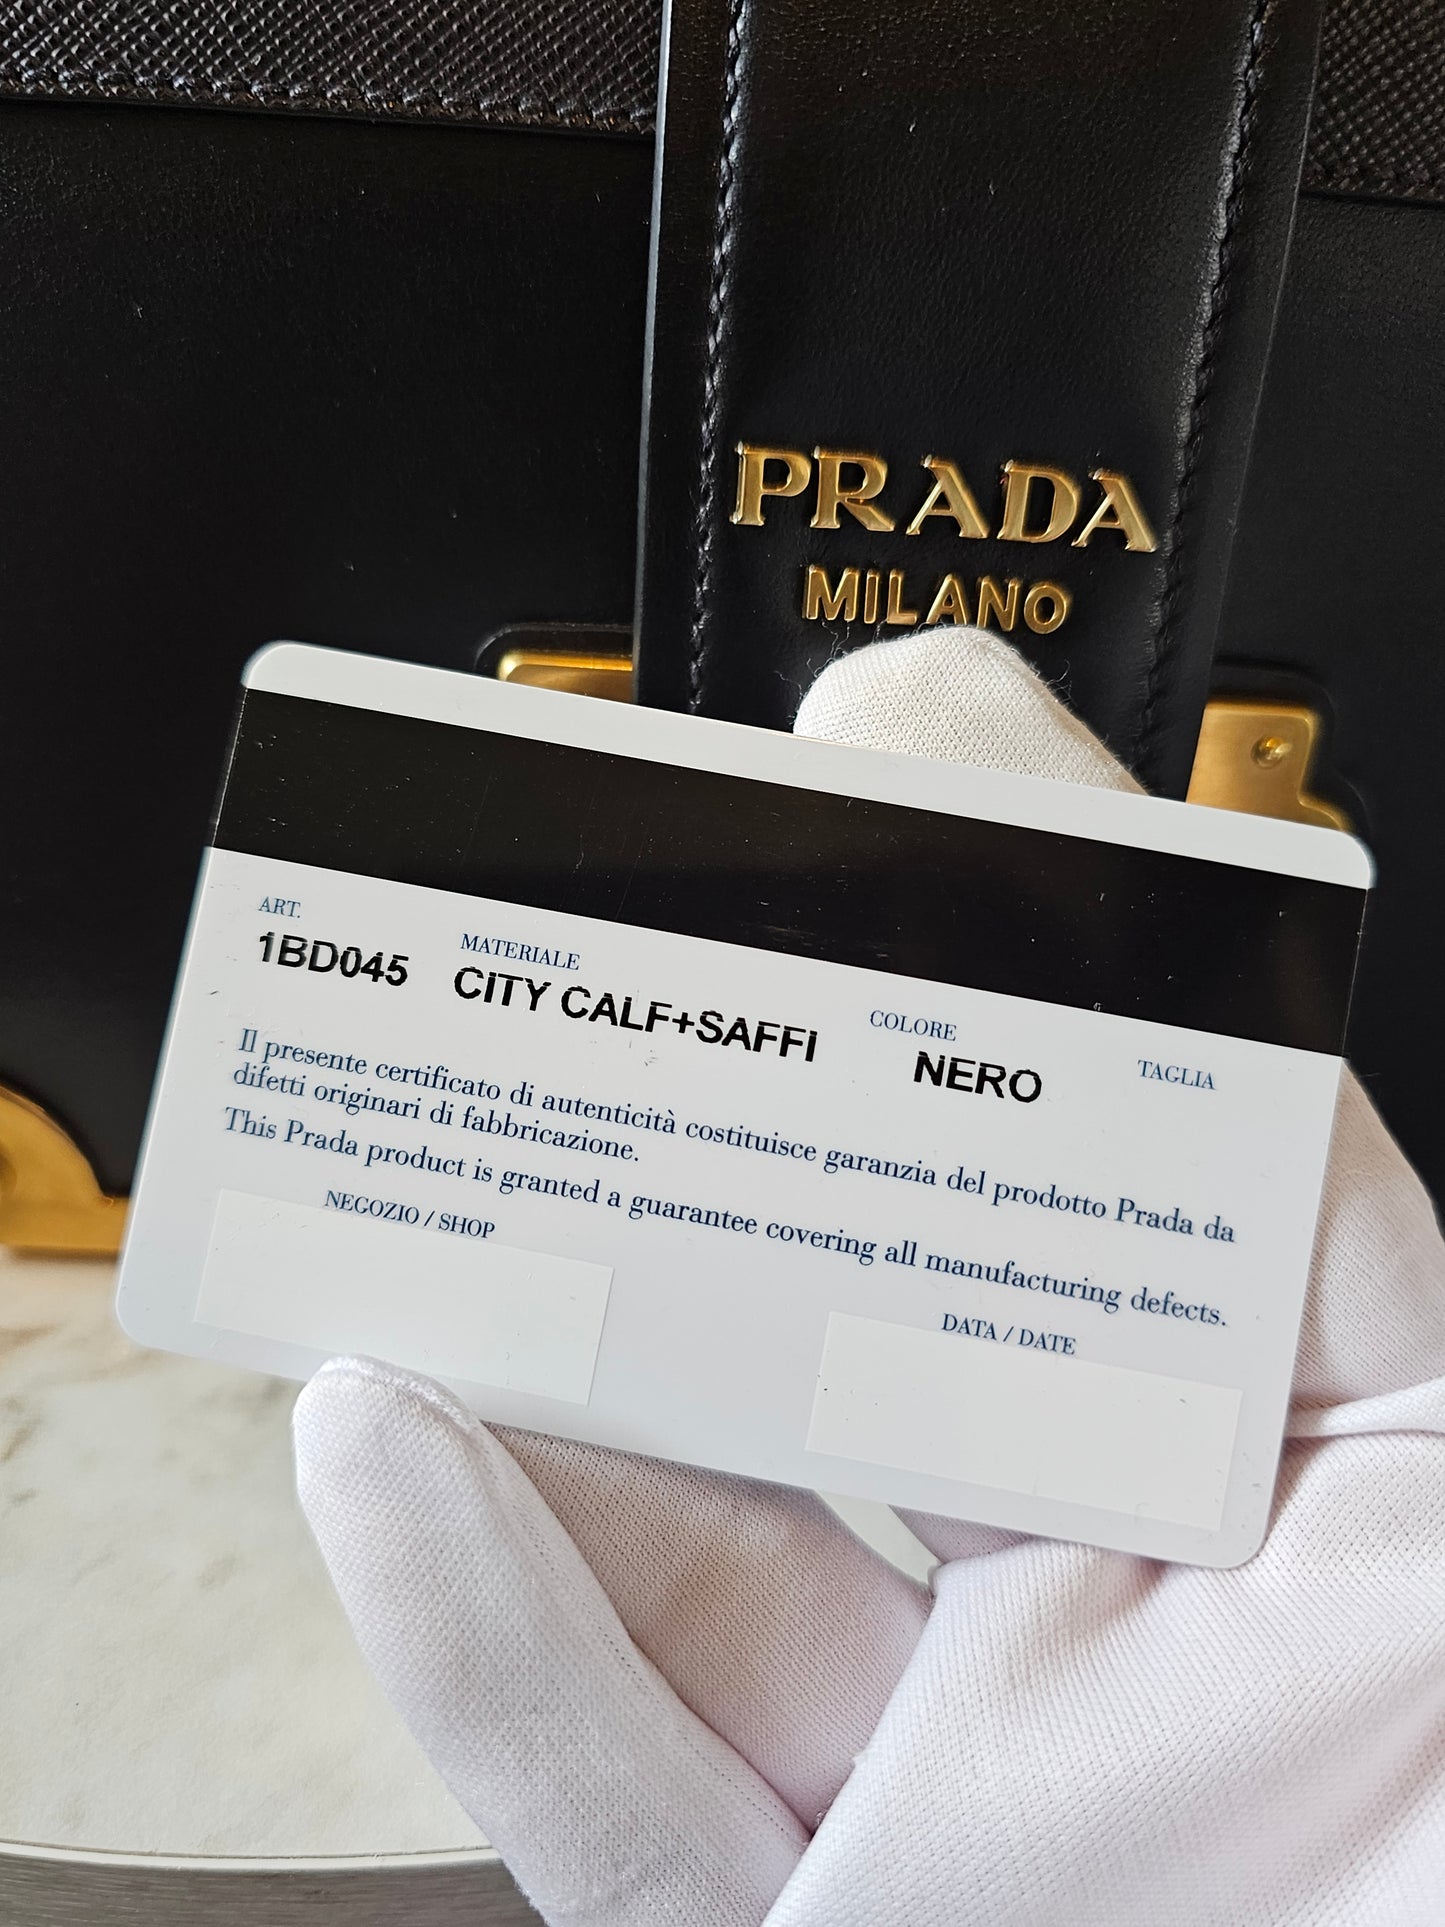 PRADA
MILANO
ART.
1BD045
MATERIALE
CITY CALF+SAFFI
COLORE
NERO
TAGLIA
Il presente certificato di autenticità costituisce garanzia del prodotto Prada da
difetti originari di fabbricazione.
This Prada product is granted a guarantee covering all manufacturing defects.
NEGOZIO / SHOP
DATA / DATE